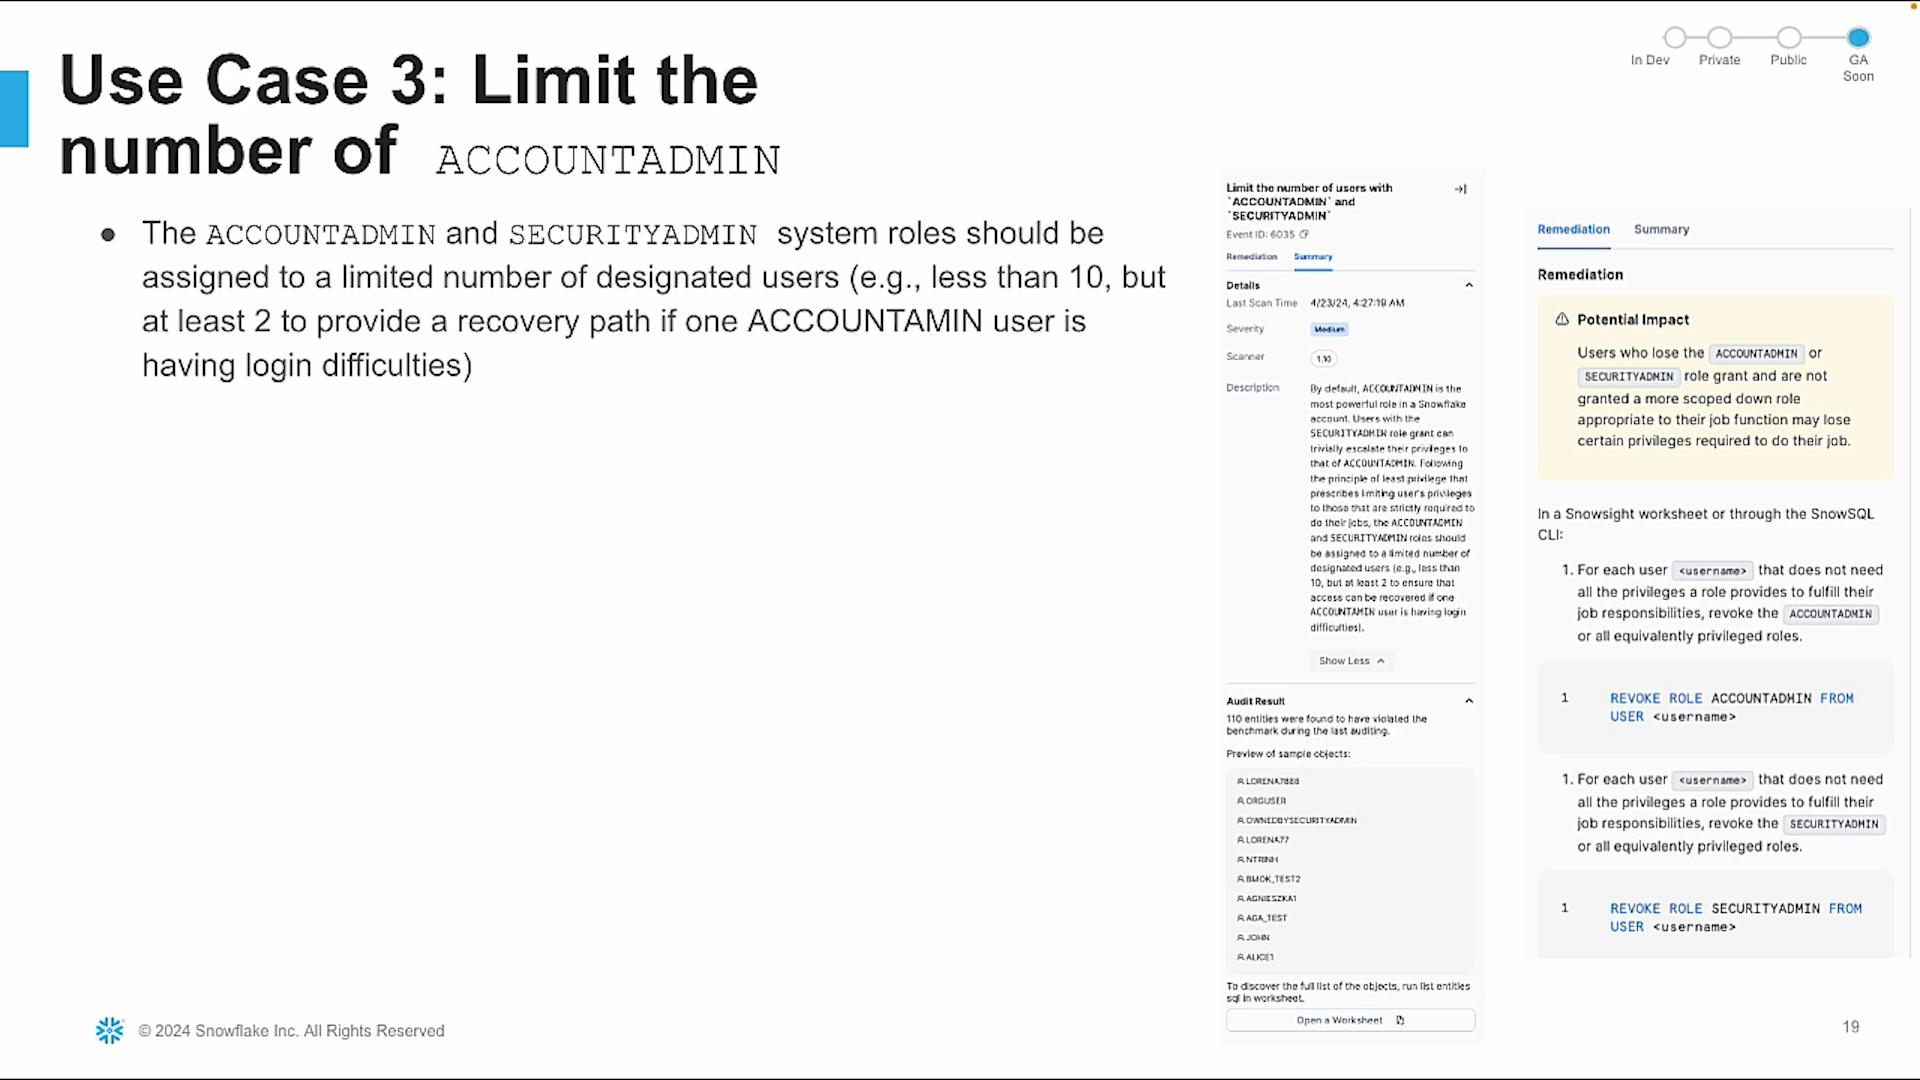 Use Case 3: Limit the
number of ACCOUNTADMIN
In Dev
Private
Public
GA
Soon
● The ACCOUNTADMIN and SECURITYADMIN system roles should be
assigned to a limited number of designated users (e.g., less than 10, but
at least 2 to provide a recovery path if one ACCOUNTAMIN user is
having login difficulties)
Limit the number of users with
`ACCOUNTADMIN` and
`SECURITYADMIN`
Event ID: 6035
Remediation Summary
Details
Last Scan Time 4/23/24, 4:27:19 AM
Severity Medium
Scanner 1.10
Description By default, ACCOUNTADMIN is the
most powerful role in a Snowflake
account. Users with the
SECURITYADMIN role grant can
trivially escalate their privileges to
that of ACCOUNTADMIN. Following
the principle of least privilege that
prescribes limiting user's privileges
to those that are strictly required to
do their jobs, the ACCOUNTADMIN
and SECURITYADMIN roles should
be assigned to a limited number of
designated users (e.g., less than
10, but at least 2 to ensure that
access can be recovered if one
ACCOUNTAMIN user is having login
difficulties).
Show Less
Audit Result
110 entities were found to have violated the
benchmark during the last auditing.
Preview of sample objects:
LORENA7888
ORGUSER
OWNEDBYSECURITYADMIN
LORENA77
NTRINH
BMOK_TEST2
AGNIESZKA1
AGA_TEST
JOHN
ALICE1
To discover the full list of the objects, run list entities
sql in worksheet.
Open a Worksheet
Remediation Summary
Remediation
Potential Impact
Users who lose the ACCOUNTADMIN or
SECURITYADMIN role grant and are not
granted a more scoped down role
appropriate to their job function may lose
certain privileges required to do their job.
In a Snowsight worksheet or through the SnowSQL
CLI:
1. For each user <username> that does not need
all the privileges a role provides to fulfill their
job responsibilities, revoke the ACCOUNTADMIN
or all equivalently privileged roles.
1 REVOKE ROLE ACCOUNTADMIN FROM
USER <username>
1. For each user <username> that does not need
all the privileges a role provides to fulfill their
job responsibilities, revoke the SECURITYADMIN
or all equivalently privileged roles.
1 REVOKE ROLE SECURITYADMIN FROM
USER <username>
© 2024 Snowflake Inc. All Rights Reserved
19